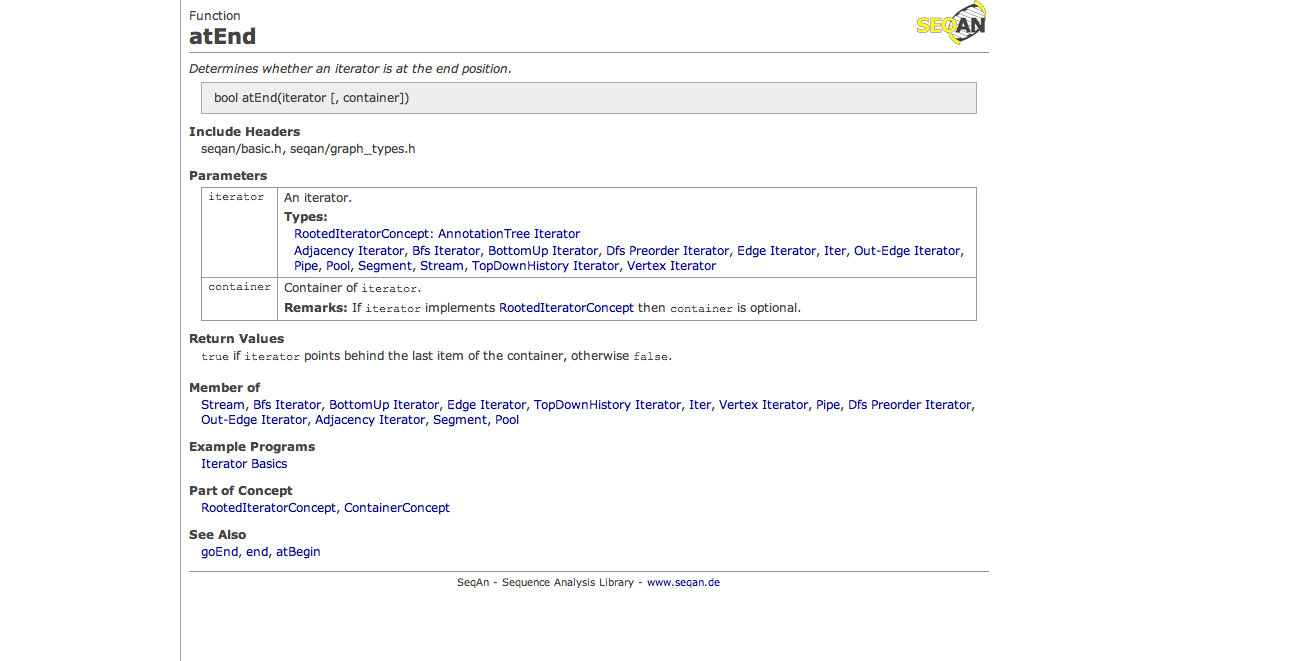 Function
SEQAN
atEnd
Determines whether an iterator is at the end position.
bool atEnd(iterator [, container])
Include Headers
seqan/basic.h, seqan/graph_types.h
Parameters
iterator
An iterator.
Types:
RootedIteratorConcept: AnnotationTree Iterator
Adjacency Iterator, Bfs Iterator, BottomUp Iterator, Dfs Preorder Iterator, Edge Iterator, Iter, Out-Edge Iterator,
Pipe, Pool, Segment, Stream, TopDownHistory Iterator, Vertex Iterator
container
Container of iterator.
Remarks: If iterator implements RootedIteratorConcept then container is optional.
Return Values
true if iterator points behind the last item of the container, otherwise false.
Member of
Stream, Bfs Iterator, BottomUp Iterator, Edge Iterator, TopDownHistory Iterator, Iter, Vertex Iterator, Pipe, Dfs Preorder Iterator,
Out-Edge Iterator, Adjacency Iterator, Segment, Pool
Example Programs
Iterator Basics
Part of Concept
RootedIteratorConcept, ContainerConcept
See Also
goEnd, end, atBegin
SeqAn - Sequence Analysis Library - www.seqan.de